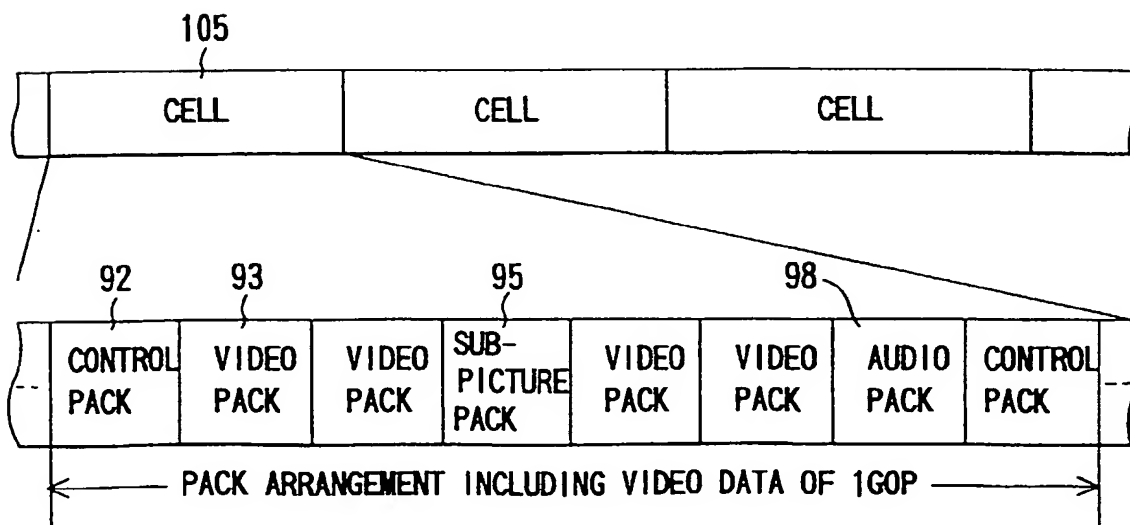 105
CELL CELL CELL
92 93 95 98
CONTROL PACK VIDEO PACK VIDEO PACK SUB-PICTURE PACK VIDEO PACK VIDEO PACK AUDIO PACK CONTROL PACK
PACK ARRANGEMENT INCLUDING VIDEO DATA OF 1GOP